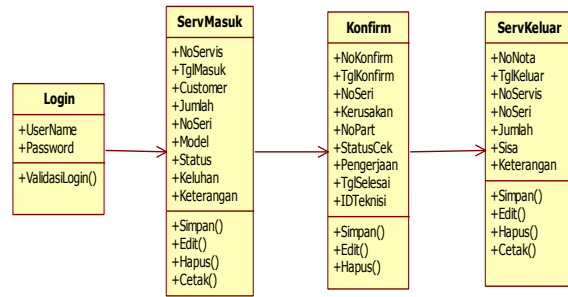 Login
+UserName
+Password
+ValidasiLogin()
ServMasuk
+NoServis
+TglMasuk
+Customer
+Jumlah
+NoSeri
+Model
+Status
+Keluhan
+Keterangan
+Simpan()
+Edit()
+Hapus()
+Cetak()
Konfirm
+NoKonfirm
+TglKonfirm
+NoSeri
+Kerusakan
+NoPart
+StatusCek
+Pengerjaan
+TglSelesai
+IDTeknisi
+Simpan()
+Edit()
+Hapus()
ServKeluar
+NoNota
+TglKeluar
+NoServis
+NoSeri
+Jumlah
+Sisa
+Keterangan
+Simpan()
+Edit()
+Hapus()
+Cetak()